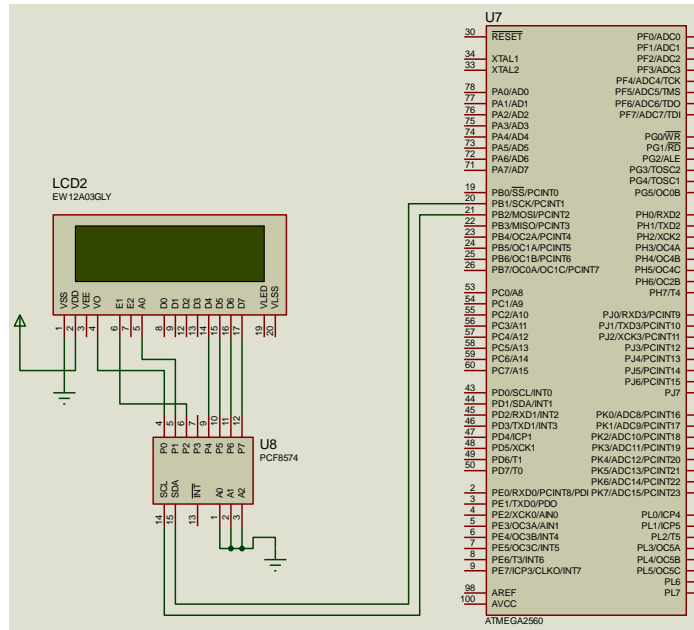 LCD2
EW12A03GLY
VSS VDD VEE VO E1 E2 A0 D0 D1 D2 D3 D4 D5 D6 D7 VLED VLSS
1 2 3 4 6 7 5 8 9 12 13 14 15 16 17 19 20
4 5 6 7 9 10 11 12
P0 P1 P2 P3 P4 P5 P6 P7
U8
PCF8574
SCL SDA INT A0 A1 A2
14 15 13 1 2 3
U7
30 RESET
34 XTAL1
33 XTAL2
78 PA0/AD0
77 PA1/AD1
76 PA2/AD2
75 PA3/AD3
74 PA4/AD4
73 PA5/AD5
72 PA6/AD6
71 PA7/AD7
19 PB0/SS/PCINT0
20 PB1/SCK/PCINT1
21 PB2/MOSI/PCINT2
22 PB3/MISO/PCINT3
23 PB4/OC2A/PCINT4
24 PB5/OC1A/PCINT5
25 PB6/OC1B/PCINT6
26 PB7/OC0A/OC1C/PCINT7
53 PC0/A8
54 PC1/A9
55 PC2/A10
56 PC3/A11
57 PC4/A12
58 PC5/A13
59 PC6/A14
60 PC7/A15
43 PD0/SCL/INT0
44 PD1/SDA/INT1
45 PD2/RXD1/INT2
46 PD3/TXD1/INT3
47 PD4/ICP1
48 PD5/XCK1
49 PD6/T1
50 PD7/T0
2 PE0/RXD0/PCINT8/PDI
3 PE1/TXD0/PDO
4 PE2/XCK0/AIN0
5 PE3/OC3A/AIN1
6 PE4/OC3B/INT4
7 PE5/OC3C/INT5
8 PE6/T3/INT6
9 PE7/ICP3/CLKO/INT7
98 AREF
100 AVCC
PF0/ADC0
PF1/ADC1
PF2/ADC2
PF3/ADC3
PF4/ADC4/TCK
PF5/ADC5/TMS
PF6/ADC6/TDO
PF7/ADC7/TDI
PG0/WR
PG1/RD
PG2/ALE
PG3/TOSC2
PG4/TOSC1
PG5/OC0B
PH0/RXD2
PH1/TXD2
PH2/XCK2
PH3/OC4A
PH4/OC4B
PH5/OC4C
PH6/OC2B
PH7/T4
PJ0/RXD3/PCINT9
PJ1/TXD3/PCINT10
PJ2/XCK3/PCINT11
PJ3/PCINT12
PJ4/PCINT13
PJ5/PCINT14
PJ6/PCINT15
PJ7
PK0/ADC8/PCINT16
PK1/ADC9/PCINT17
PK2/ADC10/PCINT18
PK3/ADC11/PCINT19
PK4/ADC12/PCINT20
PK5/ADC13/PCINT21
PK6/ADC14/PCINT22
PK7/ADC15/PCINT23
PL0/ICP4
PL1/ICP5
PL2/T5
PL3/OC5A
PL4/OC5B
PL5/OC5C
PL6
PL7
ATMEGA2560